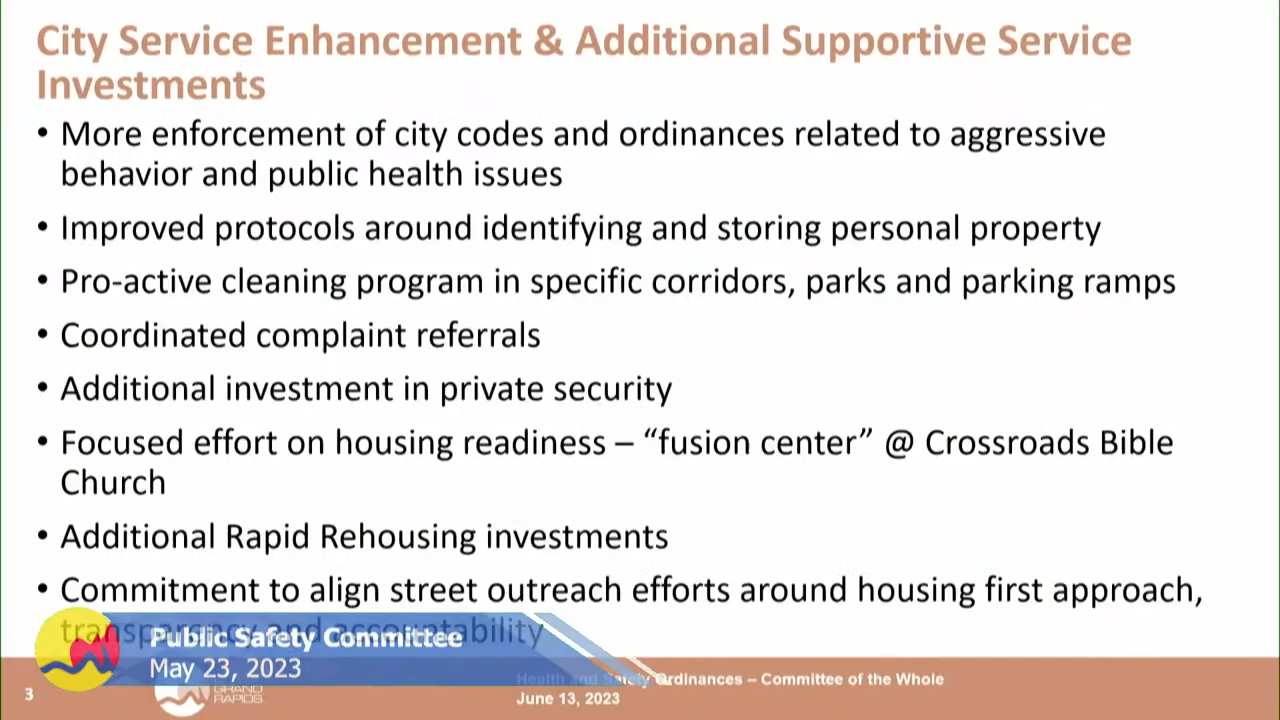 City Service Enhancement & Additional Supportive Service
Investments
• More enforcement of city codes and ordinances related to aggressive
behavior and public health issues
• Improved protocols around identifying and storing personal property
• Pro-active cleaning program in specific corridors, parks and parking ramps
• Coordinated complaint referrals
• Additional investment in private security
• Focused effort on housing readiness – “fusion center” @ Crossroads Bible
Church
• Additional Rapid Rehousing investments
• Commitment to align street outreach efforts around housing first approach,
transparency and accountability
Public Safety Committee
May 23, 2023
3
GRAND
RAPIDS
Health and Safety Ordinances – Committee of the Whole
June 13, 2023